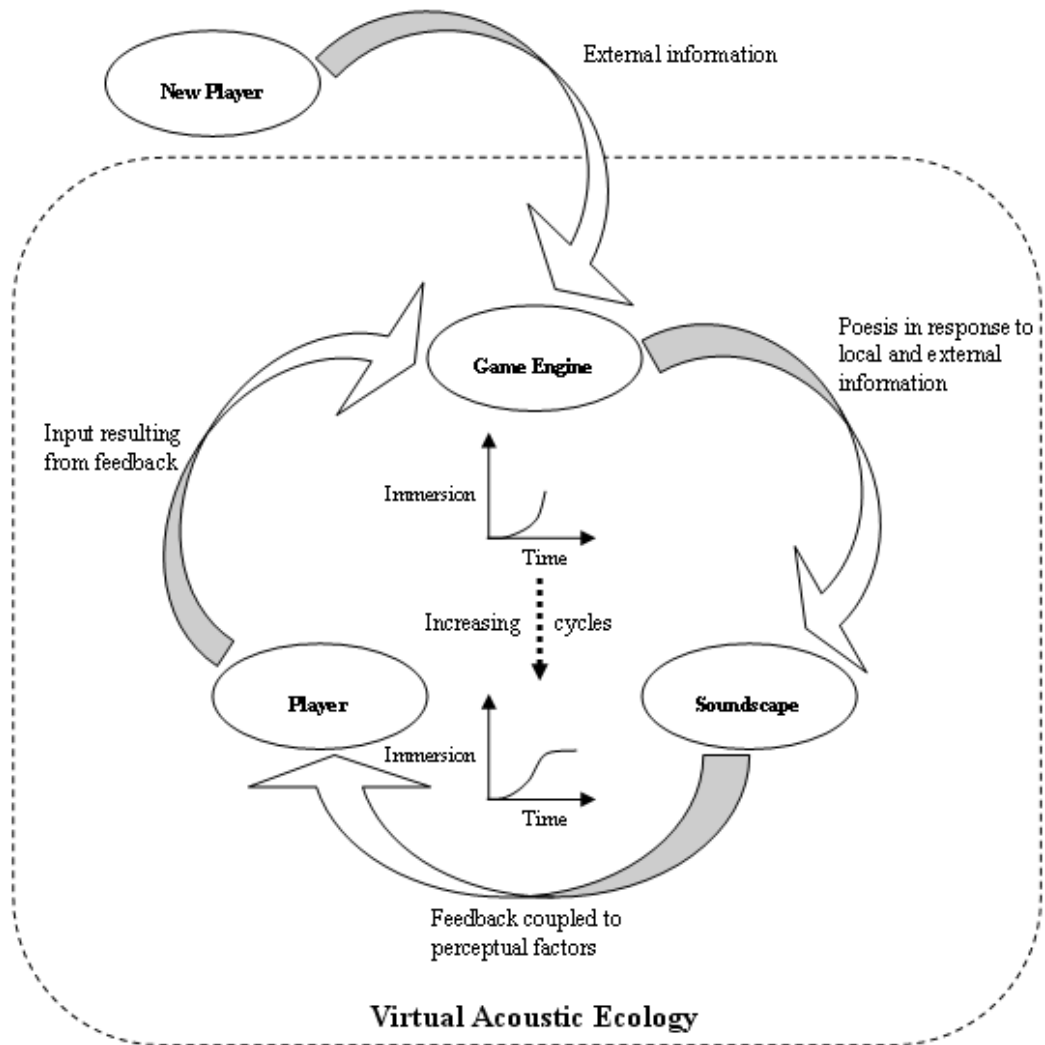 External information
New Player
Poesis in response to
local and external
information
Game Engine
Input resulting
from feedback
Immersion
Time
Increasing cycles
Player
Soundscape
Immersion
Time
Feedback coupled to
perceptual factors
Virtual Acoustic Ecology